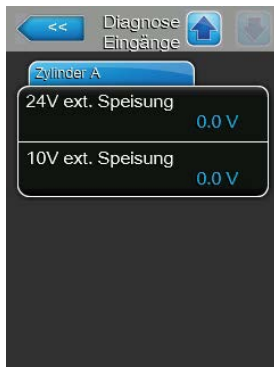 <<
Diagnose
Eingänge
Zylinder A
24V ext. Speisung
0.0 V
10V ext. Speisung
0.0 V